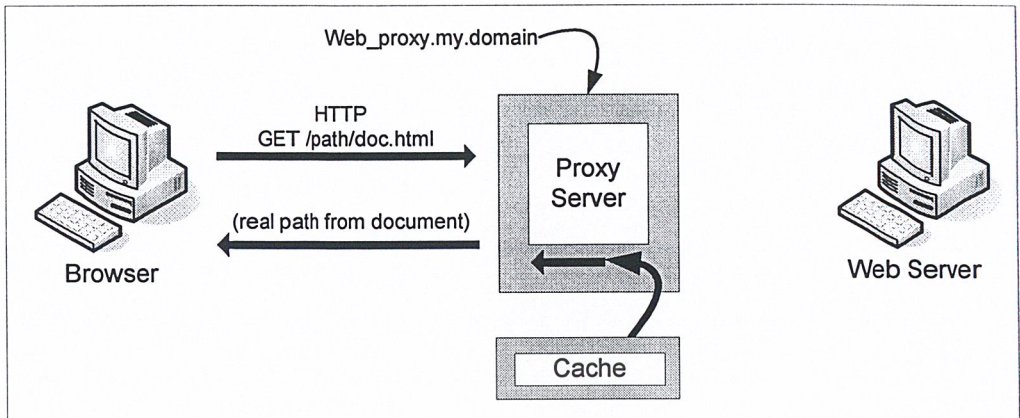 Web_proxy.my.domain
HTTP
GET /path/doc.html
Proxy
Server
(real path from document)
Browser
Web Server
Cache